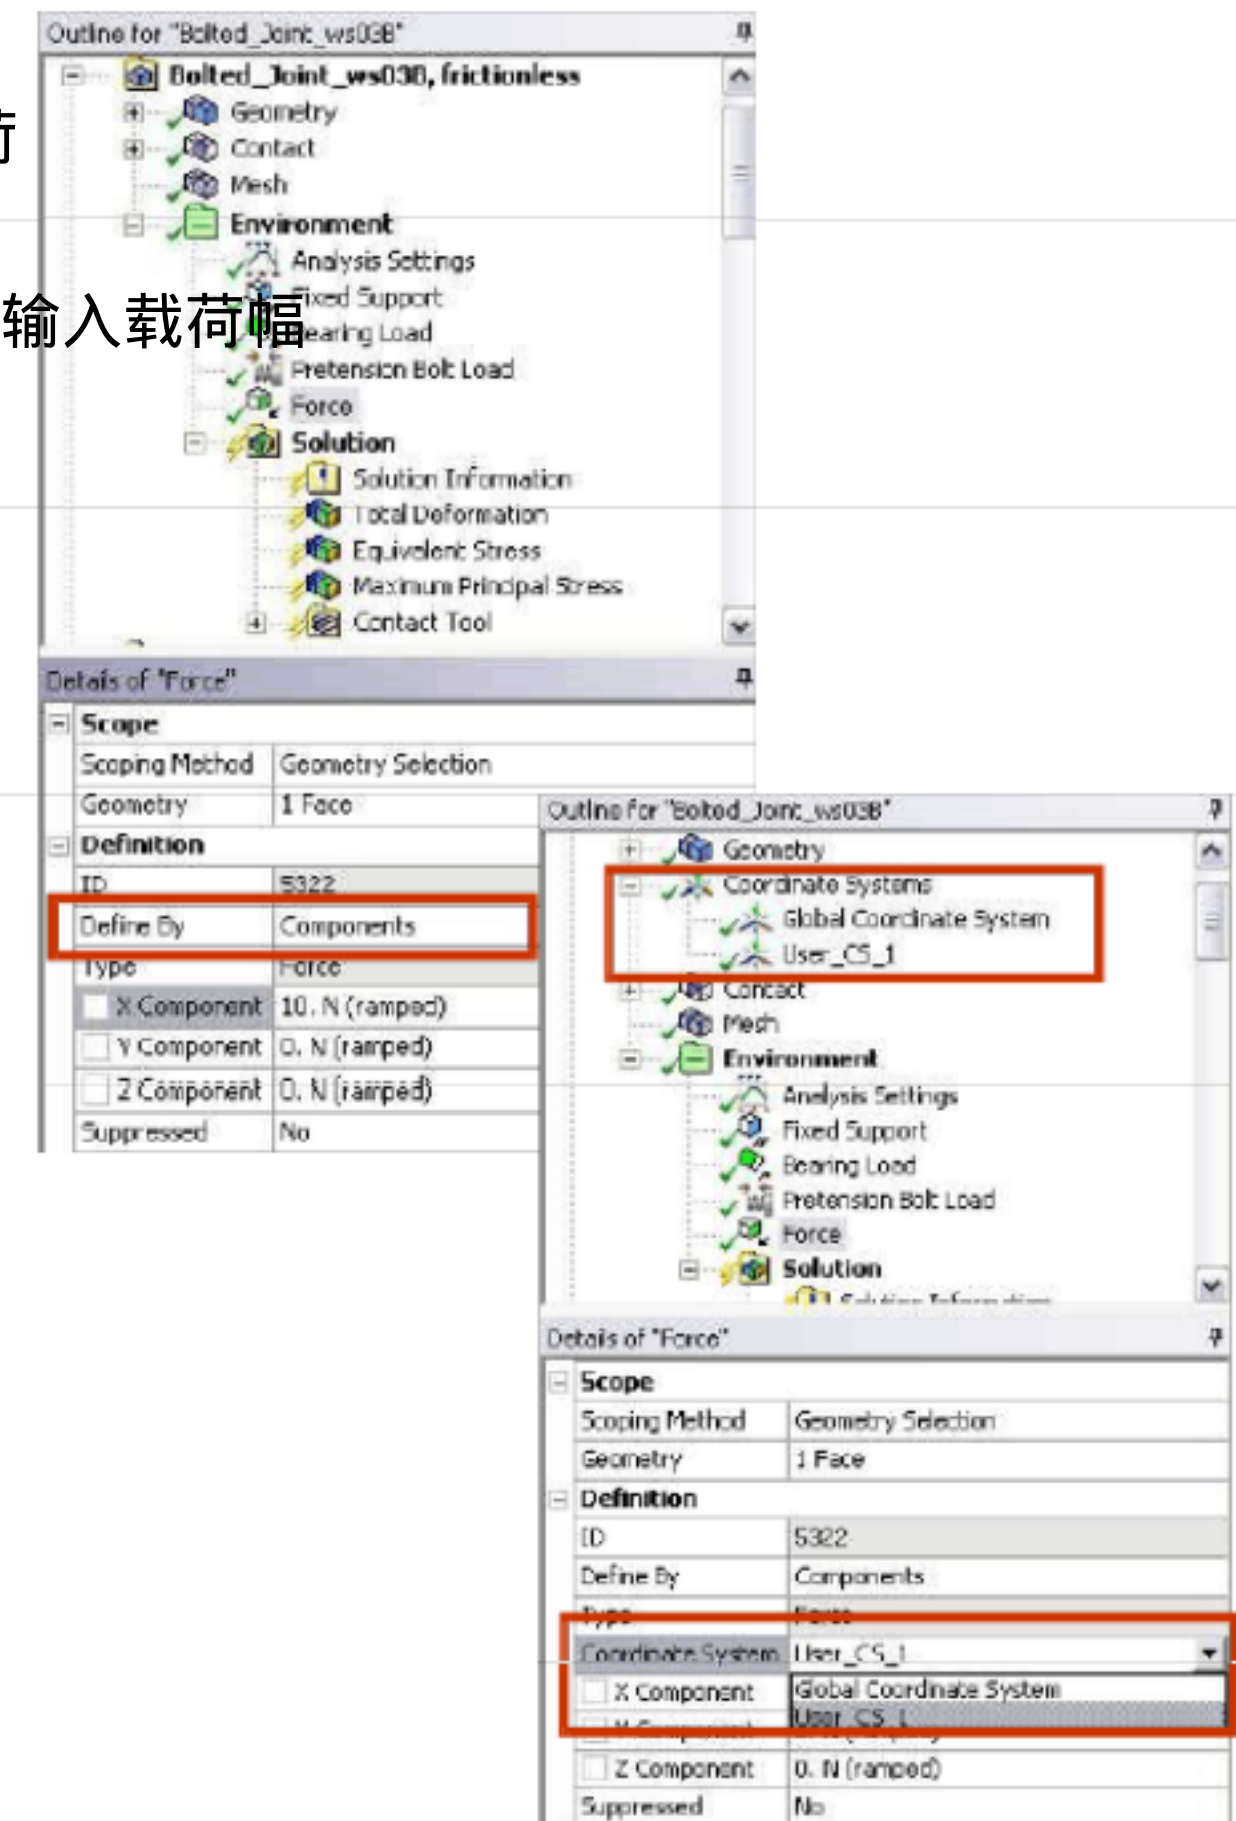 荷
输入载荷幅
Outline for "Bolted_Joint_ws03B"
Bolted_Joint_ws03B, frictionless
Geometry
Contact
Mesh
Environment
Analysis Settings
Fixed Support
Bearing Load
Pretension Bolt Load
Force
Solution
Solution Information
Total Deformation
Equivalent Stress
Maximum Principal Stress
Contact Tool
Details of "Force"
Scope
Scoping Method Geometry Selection
Geometry 1 Face
Definition
ID 5322
Define By Components
Type Force
X Component 10. N (ramped)
Y Component 0. N (ramped)
Z Component 0. N (ramped)
Suppressed No
Outline for "Bolted_Joint_ws03B"
Geometry
Coordinate Systems
Global Coordinate System
User_CS_1
Contact
Mesh
Environment
Analysis Settings
Fixed Support
Bearing Load
Pretension Bolt Load
Force
Solution
Solution Information
Details of "Force"
Scope
Scoping Method Geometry Selection
Geometry 1 Face
Definition
ID 5322
Define By Components
Type Force
Coordinate System User_CS_1
X Component Global Coordinate System
Y Component User_CS_1
Z Component 0. N (ramped)
Suppressed No